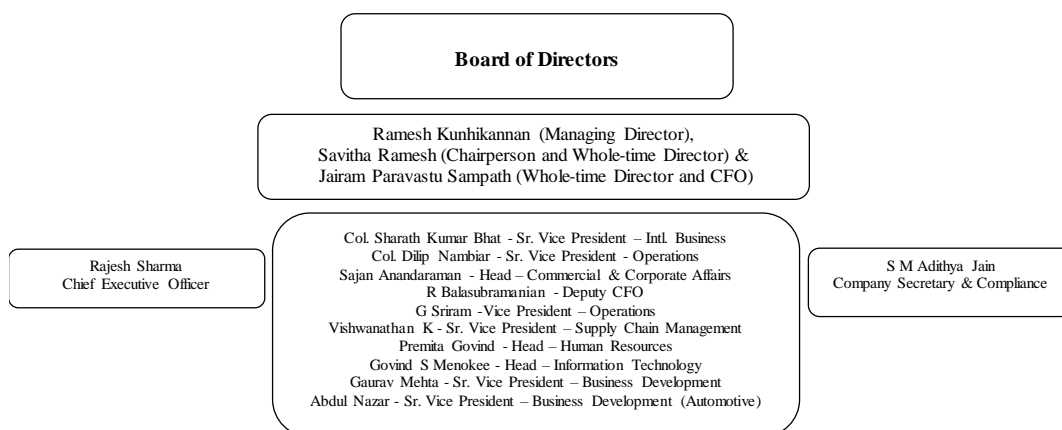 Board of Directors
Ramesh Kunhikannan (Managing Director),
Savitha Ramesh (Chairperson and Whole-time Director) &
Jairam Paravastu Sampath (Whole-time Director and CFO)
Rajesh Sharma
Chief Executive Officer
Col. Sharath Kumar Bhat - Sr. Vice President – Intl. Business
Col. Dilip Nambiar - Sr. Vice President - Operations
Sajan Anandaraman - Head – Commercial & Corporate Affairs
R Balasubramanian - Deputy CFO
G Sriram -Vice President – Operations
Vishwanathan K - Sr. Vice President – Supply Chain Management
Premita Govind - Head – Human Resources
Govind S Menokee - Head – Information Technology
Gaurav Mehta - Sr. Vice President – Business Development
Abdul Nazar - Sr. Vice President – Business Development (Automotive)
S M Adithya Jain
Company Secretary & Compliance